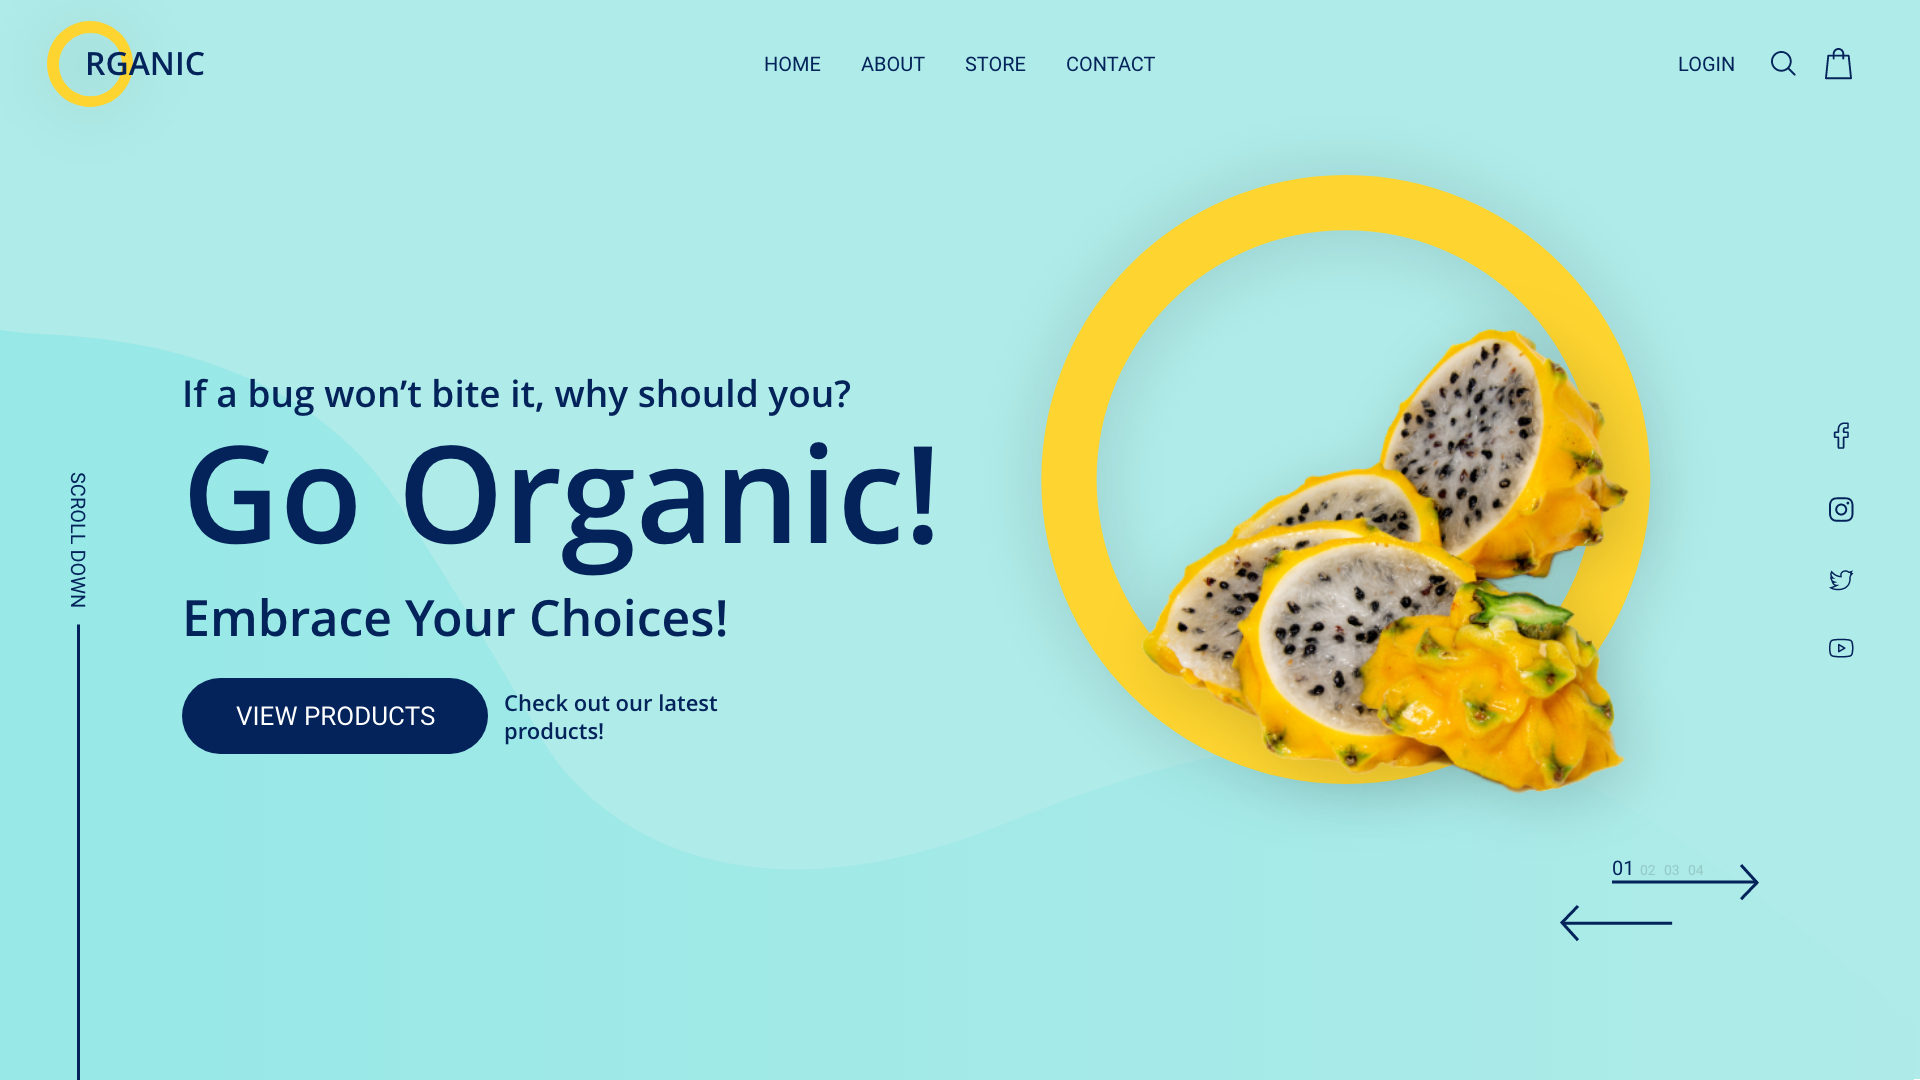 RGANIC
HOME ABOUT STORE CONTACT
LOGIN
If a bug won’t bite it, why should you?
Go Organic!
Embrace Your Choices!
VIEW PRODUCTS
Check out our latest
products!
SCROLL DOWN
01 02 03 04